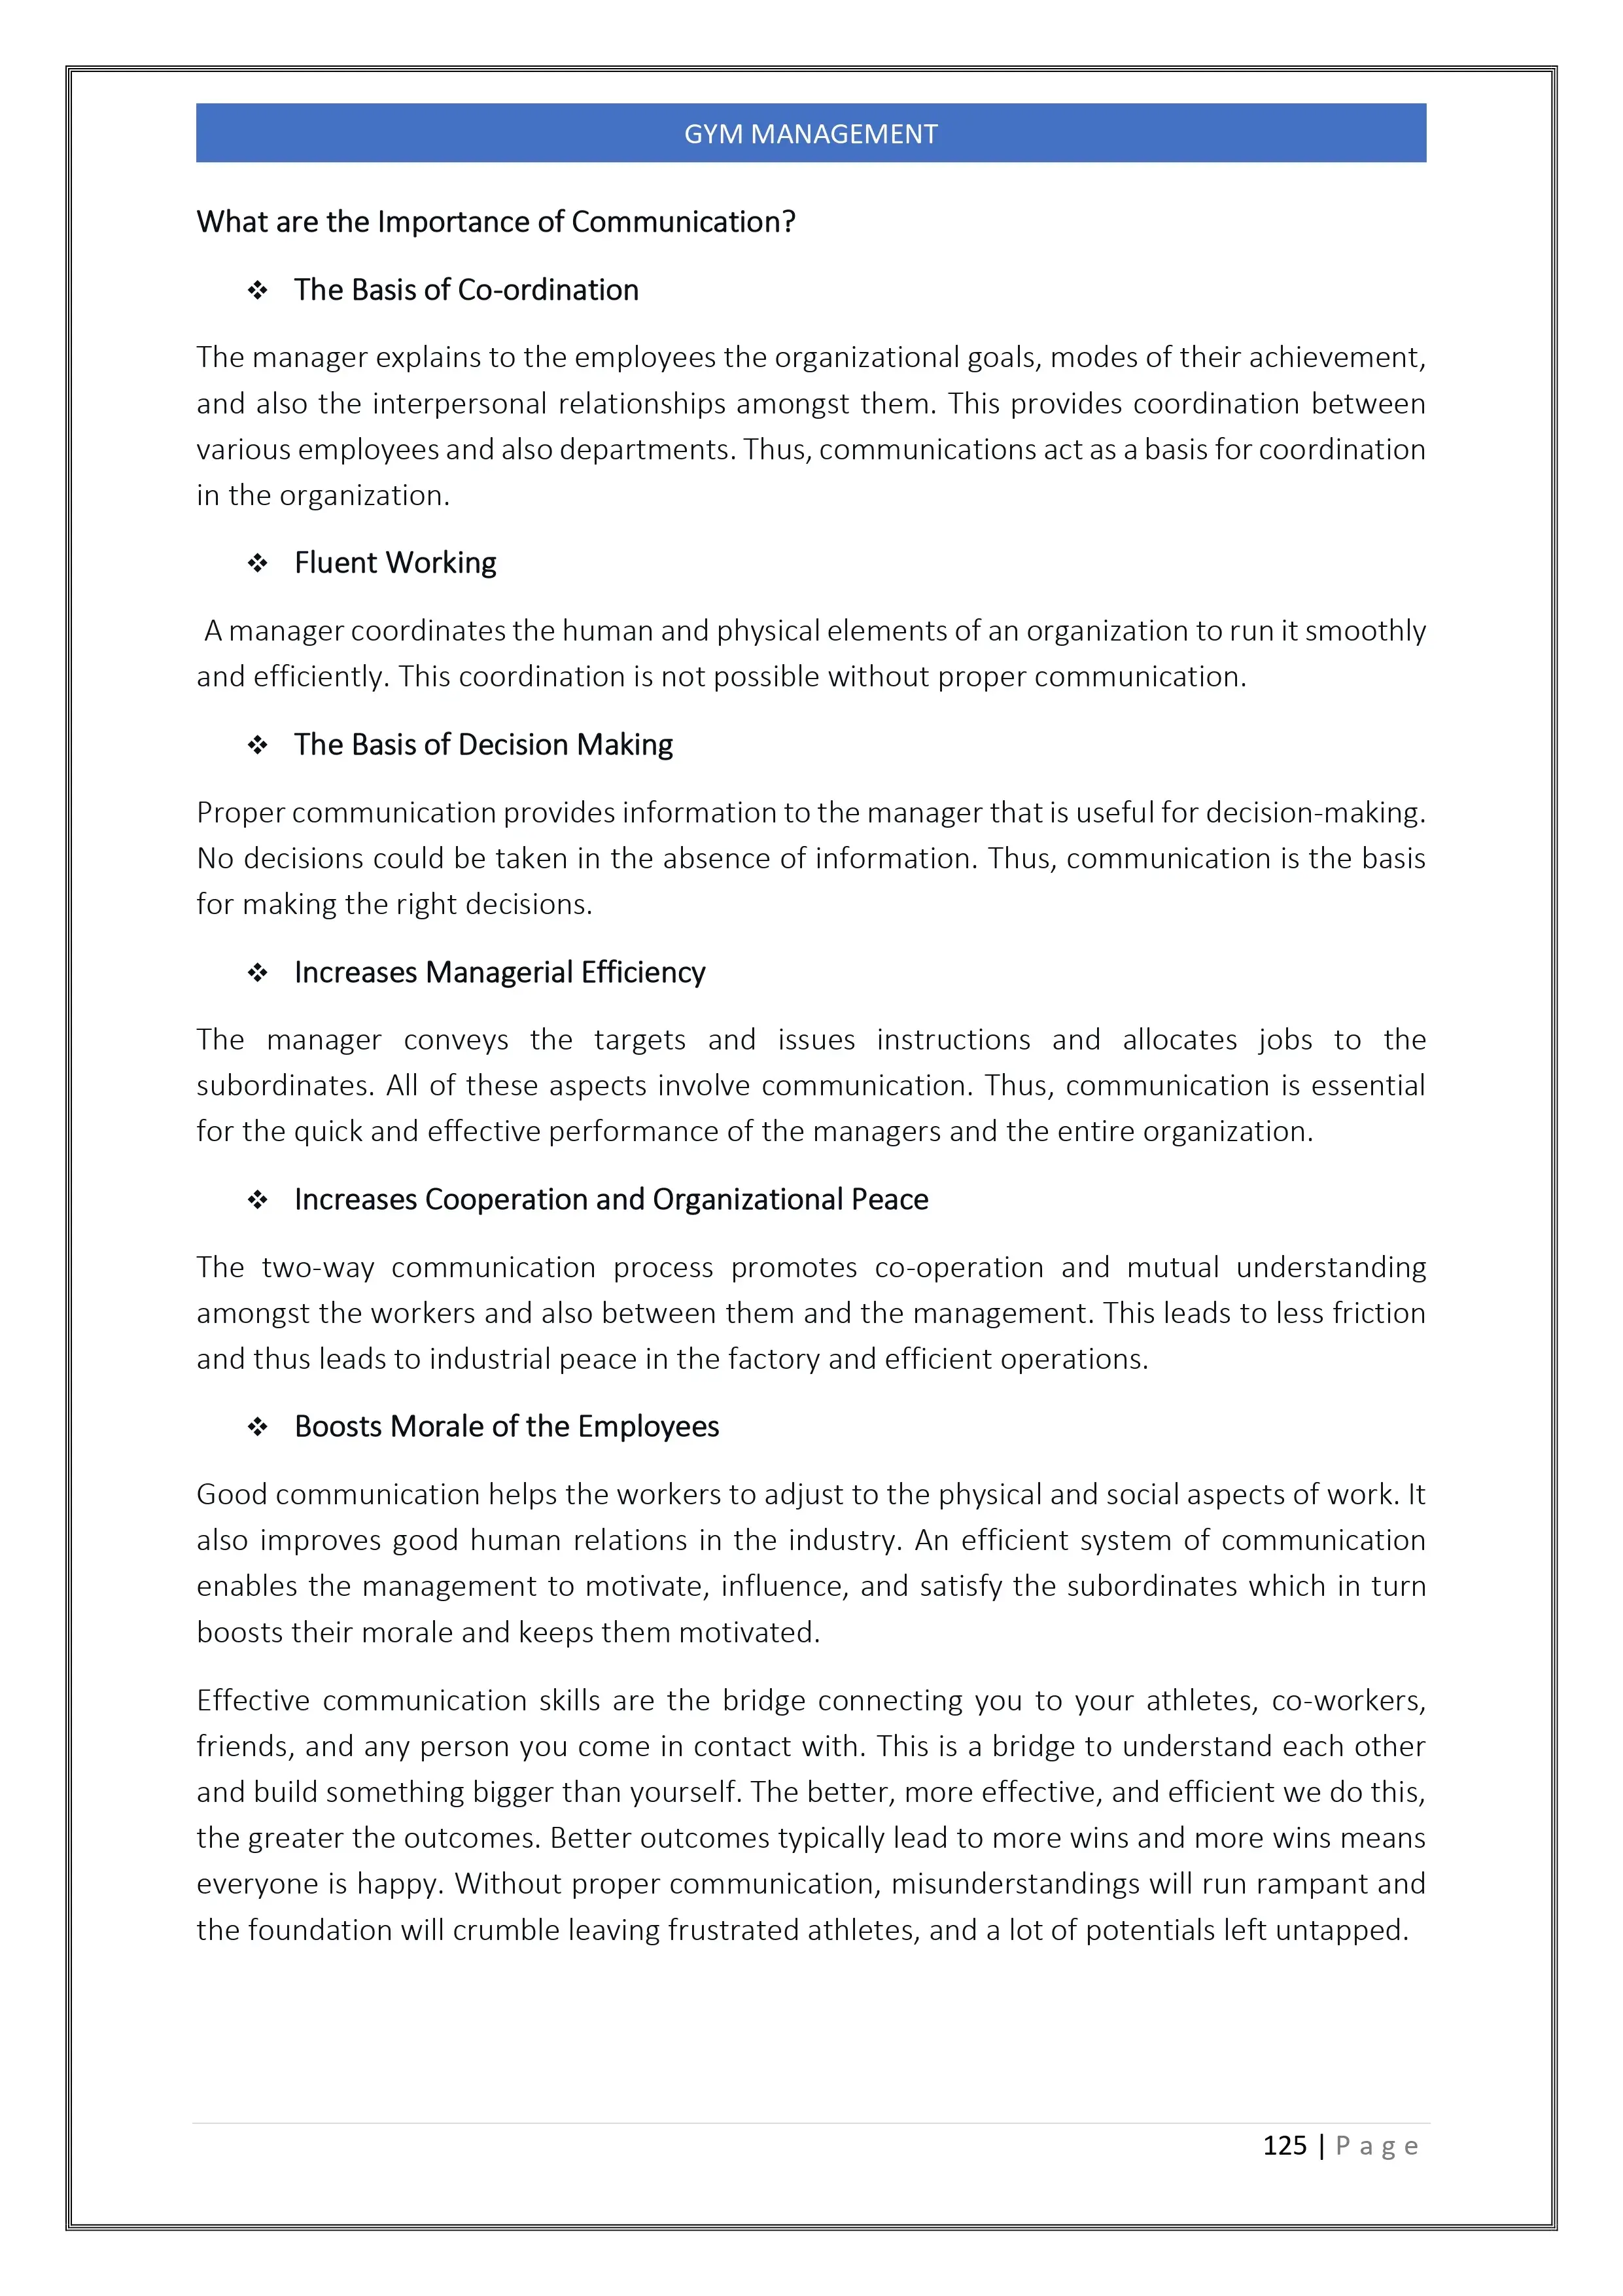 GYM MANAGEMENT
What are the Importance of Communication?
❖ The Basis of Co-ordination
The manager explains to the employees the organizational goals, modes of their achievement,
and also the interpersonal relationships amongst them. This provides coordination between
various employees and also departments. Thus, communications act as a basis for coordination
in the organization.
❖ Fluent Working
A manager coordinates the human and physical elements of an organization to run it smoothly
and efficiently. This coordination is not possible without proper communication.
❖ The Basis of Decision Making
Proper communication provides information to the manager that is useful for decision-making.
No decisions could be taken in the absence of information. Thus, communication is the basis
for making the right decisions.
❖ Increases Managerial Efficiency
The manager conveys the targets and issues instructions and allocates jobs to the
subordinates. All of these aspects involve communication. Thus, communication is essential
for the quick and effective performance of the managers and the entire organization.
❖ Increases Cooperation and Organizational Peace
The two-way communication process promotes co-operation and mutual understanding
amongst the workers and also between them and the management. This leads to less friction
and thus leads to industrial peace in the factory and efficient operations.
❖ Boosts Morale of the Employees
Good communication helps the workers to adjust to the physical and social aspects of work. It
also improves good human relations in the industry. An efficient system of communication
enables the management to motivate, influence, and satisfy the subordinates which in turn
boosts their morale and keeps them motivated.
Effective communication skills are the bridge connecting you to your athletes, co-workers,
friends, and any person you come in contact with. This is a bridge to understand each other
and build something bigger than yourself. The better, more effective, and efficient we do this,
the greater the outcomes. Better outcomes typically lead to more wins and more wins means
everyone is happy. Without proper communication, misunderstandings will run rampant and
the foundation will crumble leaving frustrated athletes, and a lot of potentials left untapped.
125 | P a g e